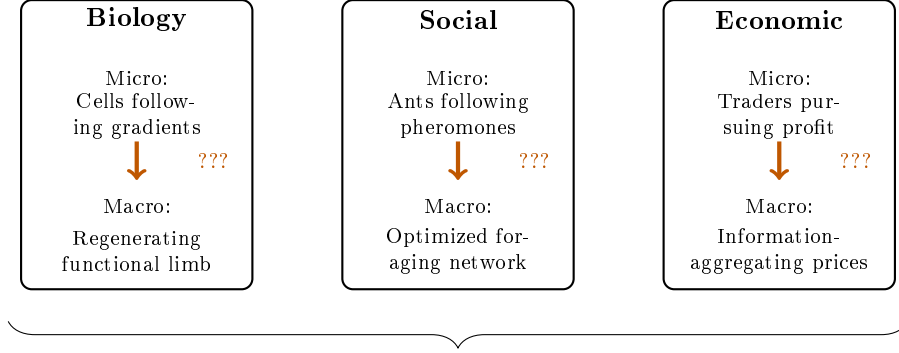 Biology
Micro:
Cells follow-
ing gradients
???
Macro:
Regenerating
functional limb
Social
Micro:
Ants following
pheromones
???
Macro:
Optimized for-
aging network
Economic
Micro:
Traders pur-
suing profit
???
Macro:
Information-
aggregating prices